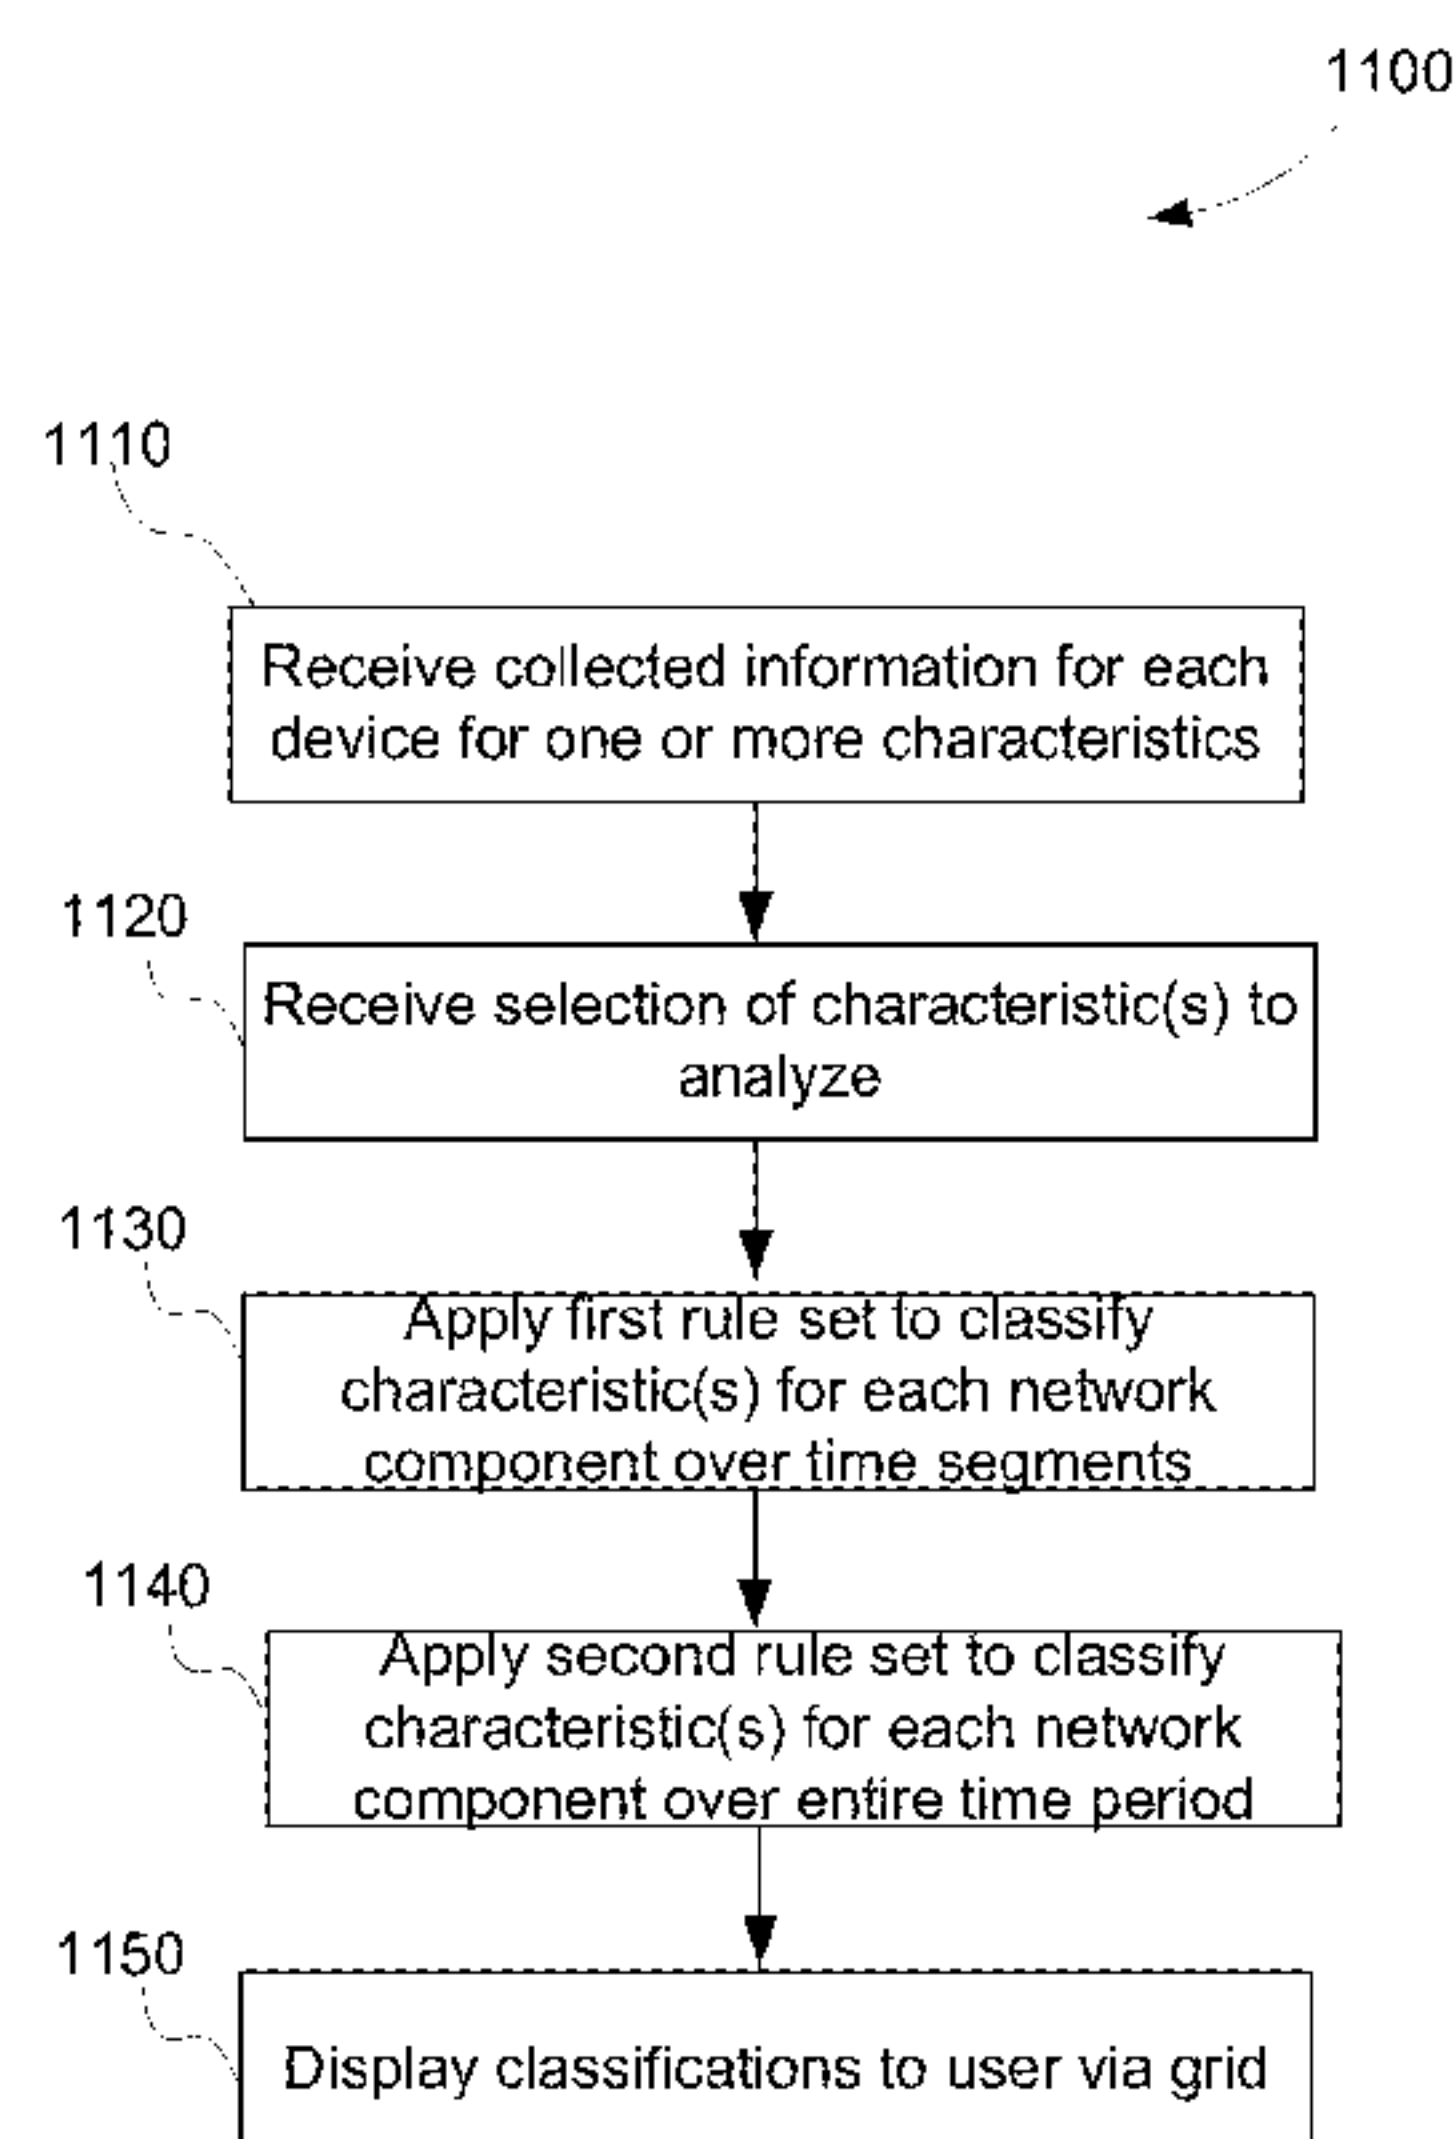 1100
1110
Receive collected information for each
device for one or more characteristics
1120
Receive selection of characteristic(s) to
analyze
1130
Apply first rule set to classify
characteristic(s) for each network
component over time segments
1140
Apply second rule set to classify
characteristic(s) for each network
component over entire time period
1150
Display classifications to user via grid